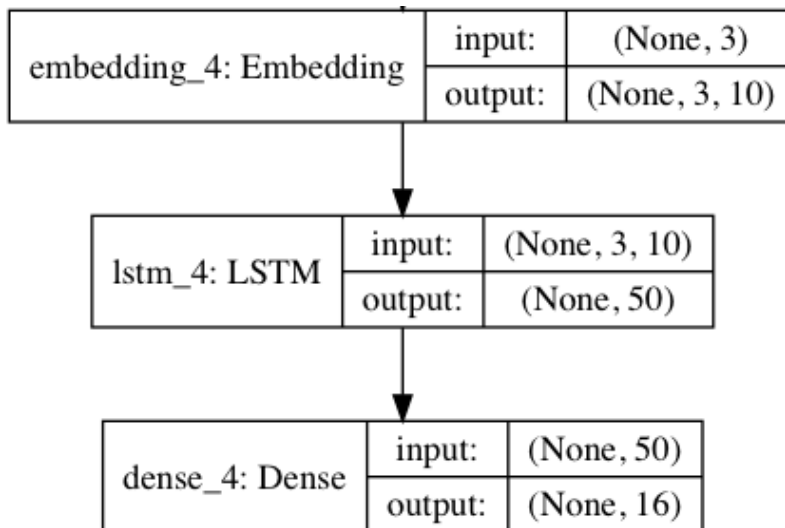 embedding_4: Embedding
input:
(None, 3)
output:
(None, 3, 10)
lstm_4: LSTM
input:
(None, 3, 10)
output:
(None, 50)
dense_4: Dense
input:
(None, 50)
output:
(None, 16)